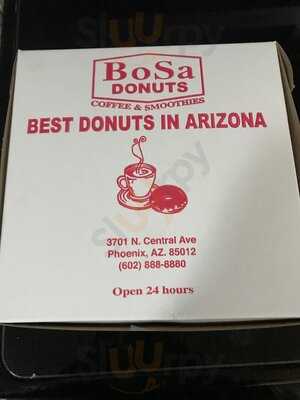 BoSa
DONUTS
COFFEE & SMOOTHIES
BEST DONUTS IN ARIZONA
3701 N. Central Ave
Phoenix, AZ. 85012
(602) 888-8880
Open 24 hours
slurrpy